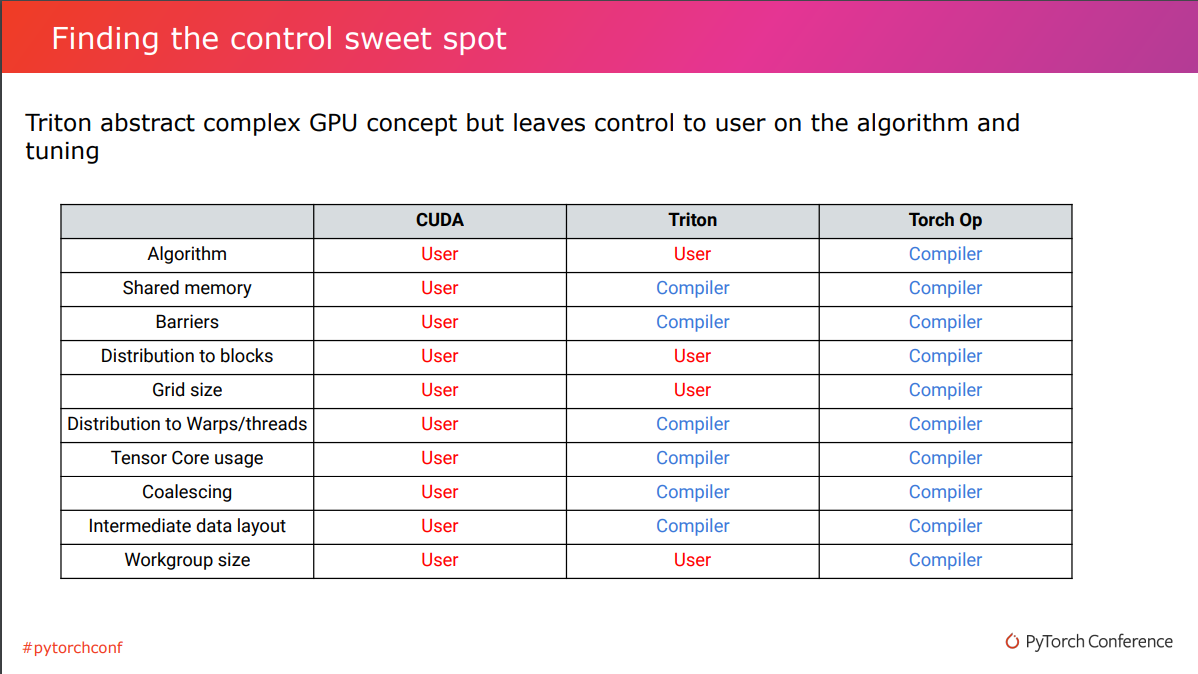 Finding the control sweet spot
Triton abstract complex GPU concept but leaves control to user on the algorithm and
tuning
CUDA Triton Torch Op
Algorithm User User Compiler
Shared memory User Compiler Compiler
Barriers User Compiler Compiler
Distribution to blocks User User Compiler
Grid size User User Compiler
Distribution to Warps/threads User Compiler Compiler
Tensor Core usage User Compiler Compiler
Coalescing User Compiler Compiler
Intermediate data layout User Compiler Compiler
Workgroup size User User Compiler
#pytorchconf
PyTorch Conference